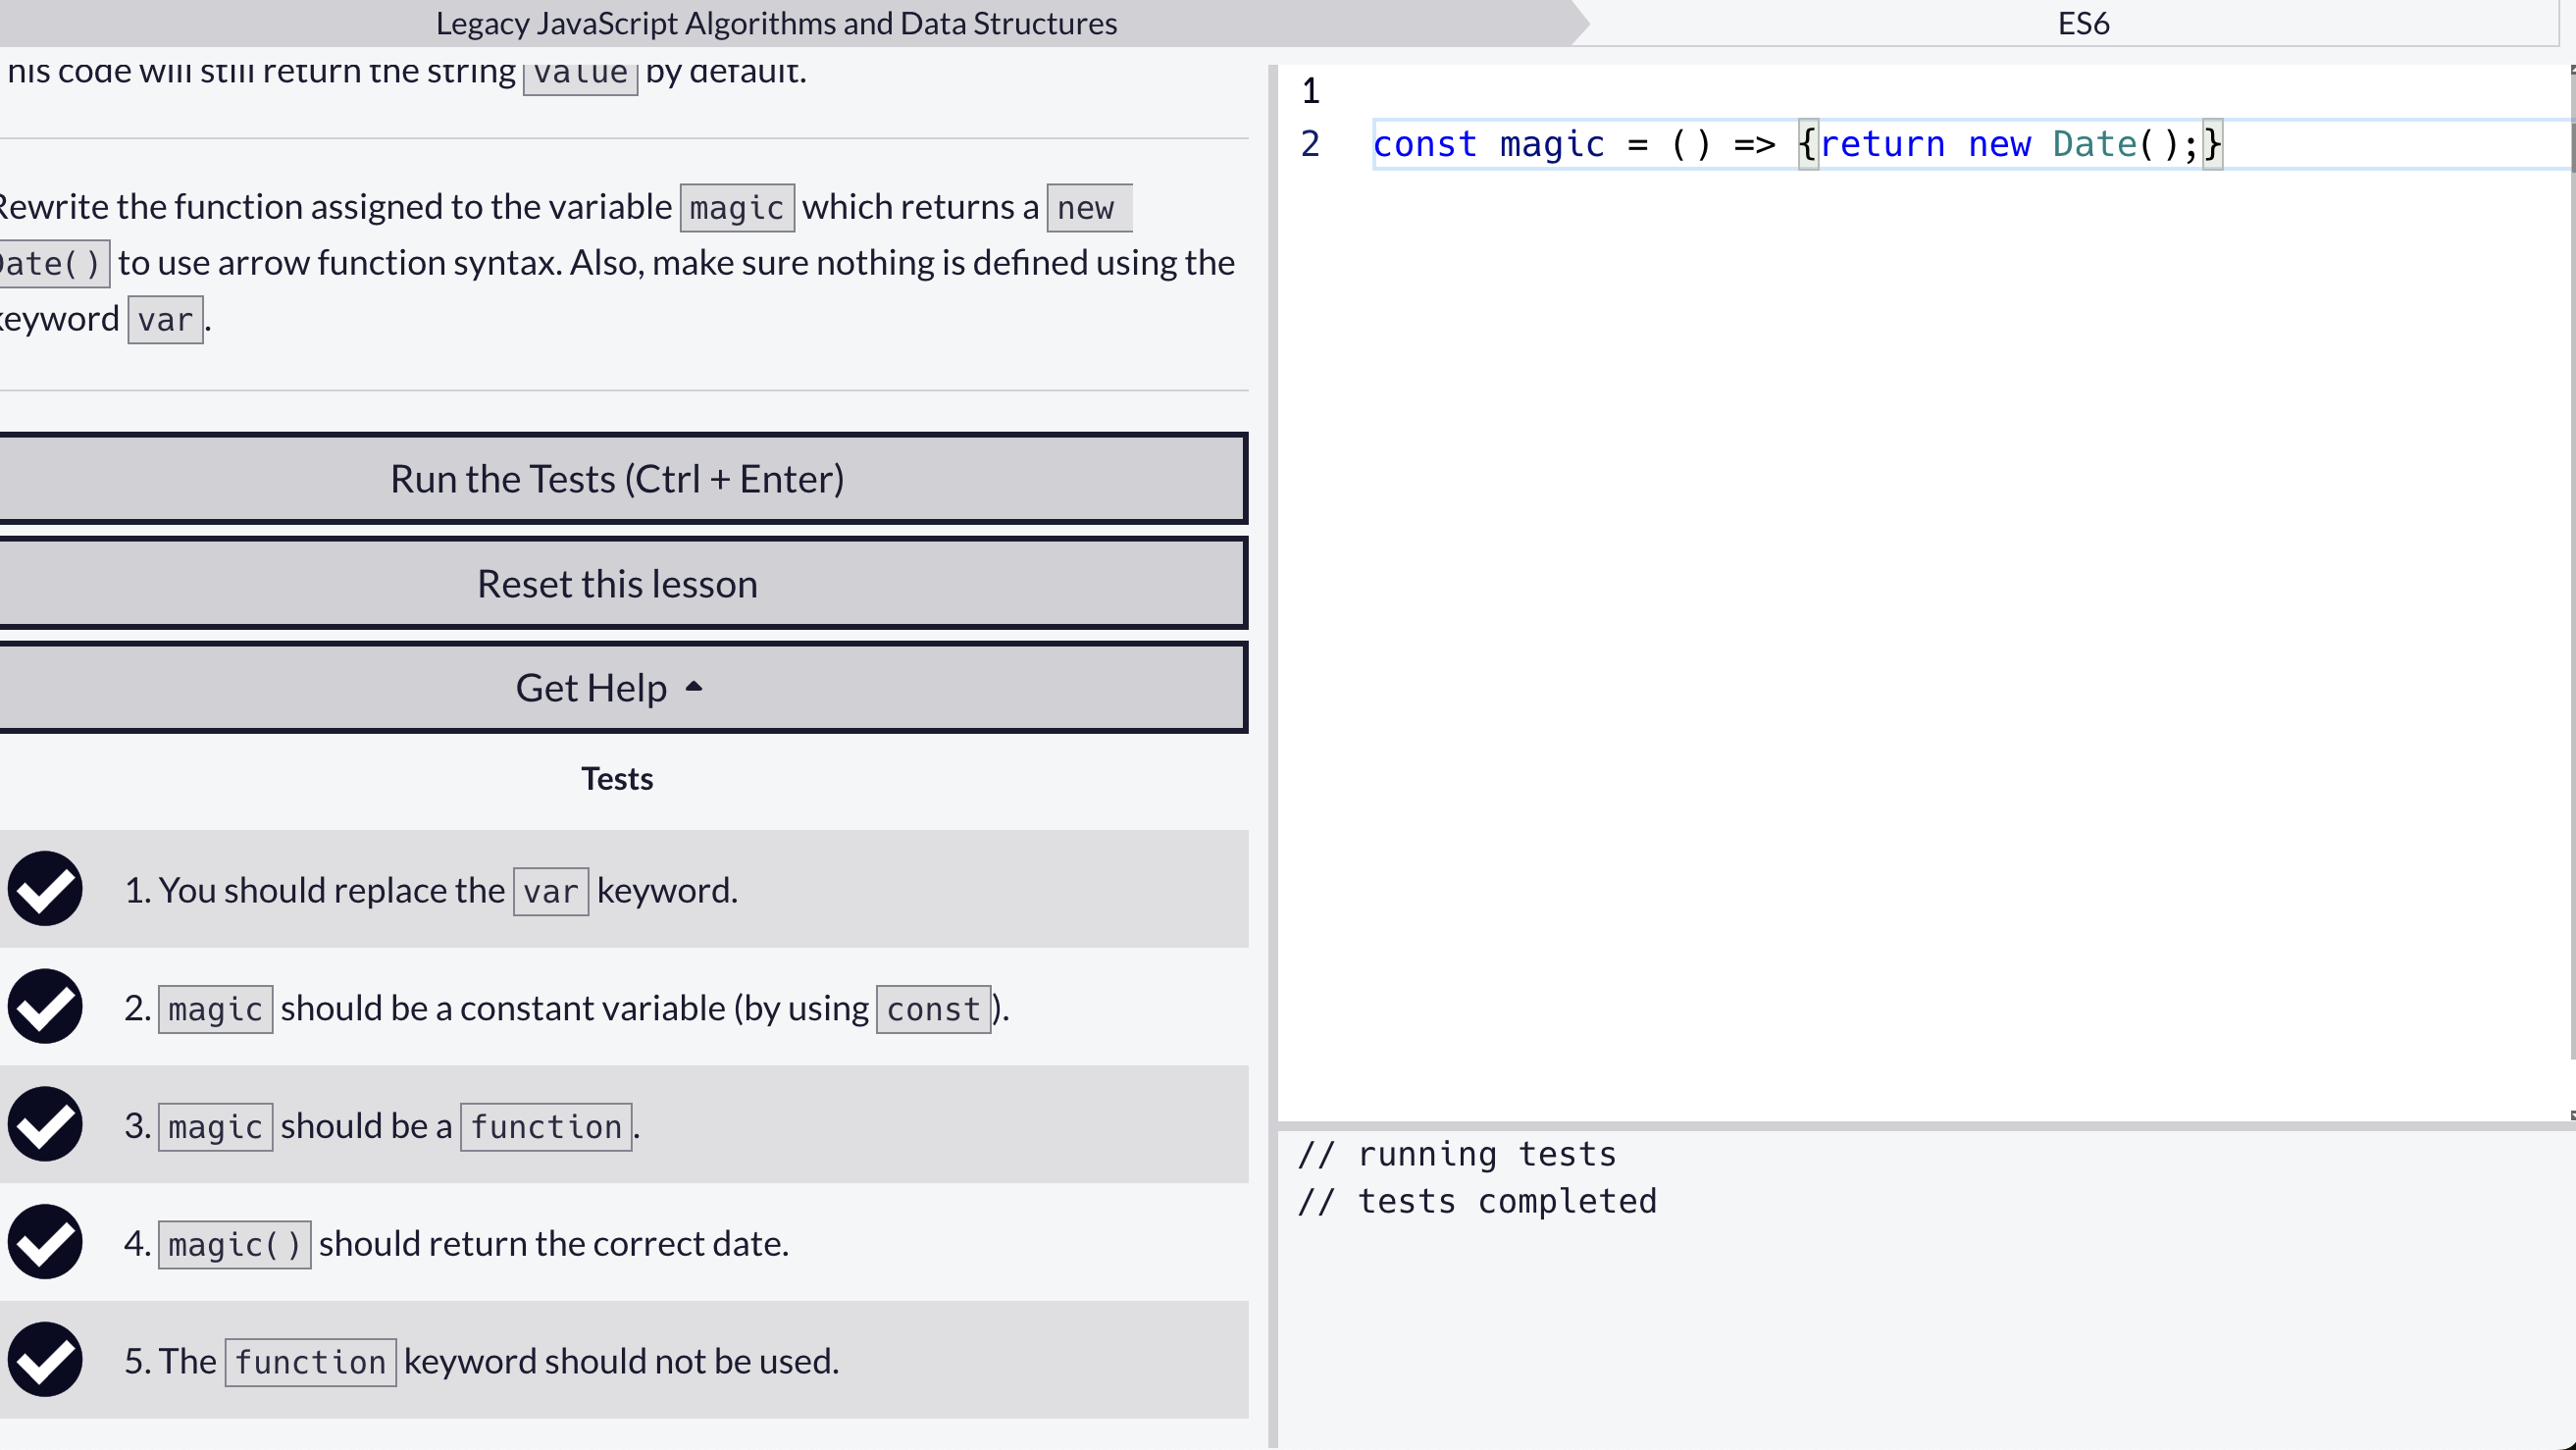 Legacy JavaScript Algorithms and Data Structures
ES6
his code will still return the string value by default.
Rewrite the function assigned to the variable magic which returns a new
Date() to use arrow function syntax. Also, make sure nothing is defined using the
keyword var.
Run the Tests (Ctrl + Enter)
Reset this lesson
Get Help
Tests
1. You should replace the var keyword.
2. magic should be a constant variable (by using const).
3. magic should be a function.
4. magic() should return the correct date.
5. The function keyword should not be used.
1
2 const magic = () => {return new Date();}
// running tests
// tests completed